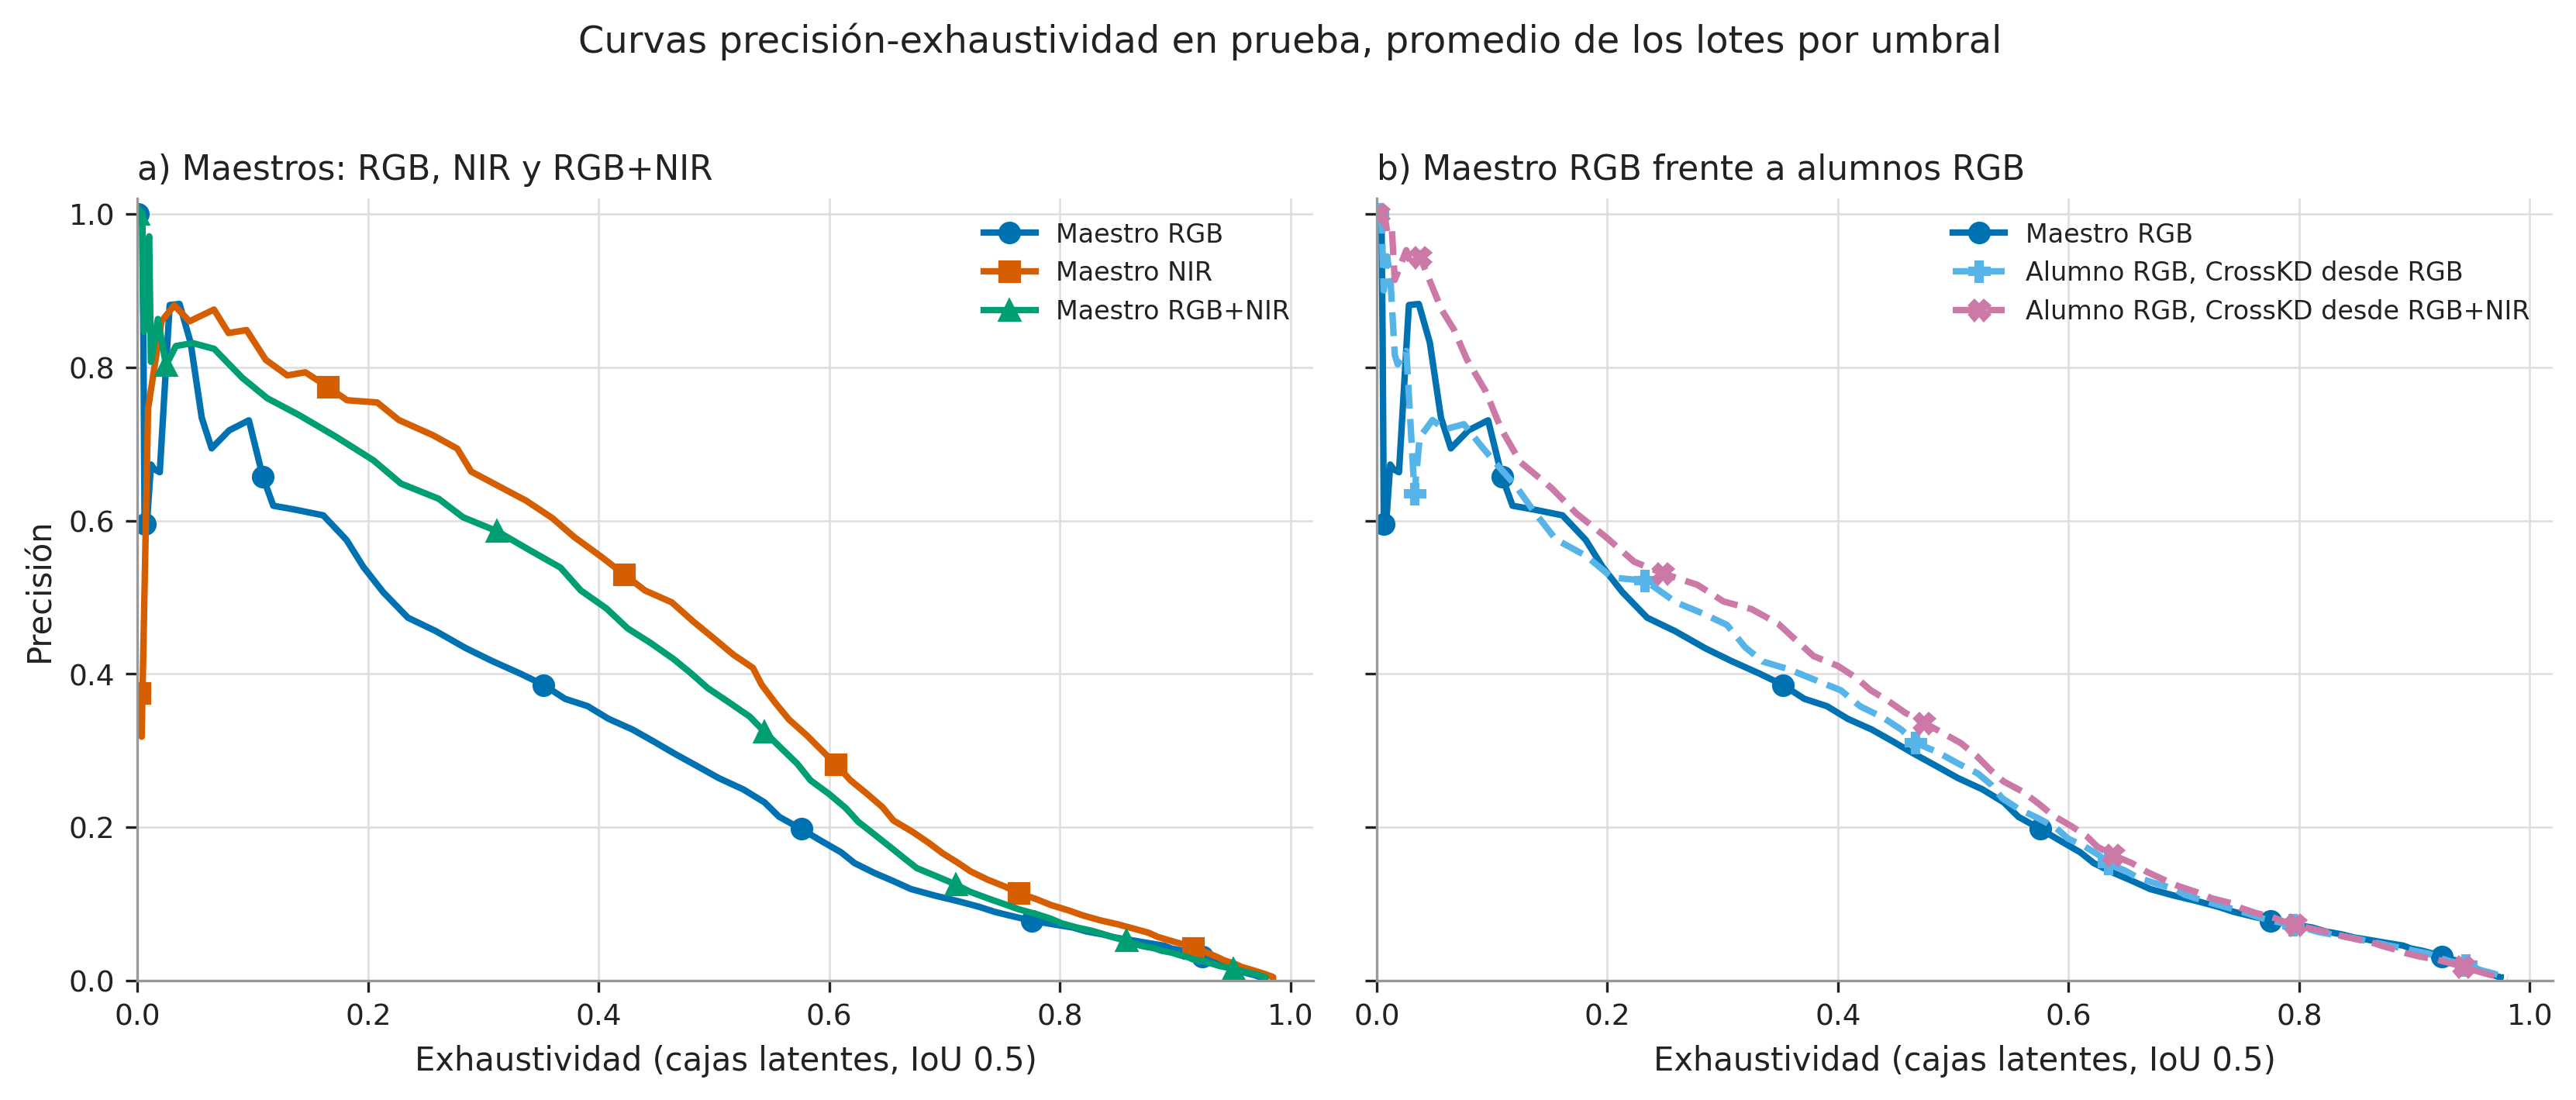 Curvas precisión-exhaustividad en prueba, promedio de los lotes por umbral
a) Maestros: RGB, NIR y RGB+NIR
Maestro RGB
Maestro NIR
Maestro RGB+NIR
1.0
0.8
0.6
0.4
0.2
0.0
Precisión
0.0 0.2 0.4 0.6 0.8 1.0
Exhaustividad (cajas latentes, IoU 0.5)
b) Maestro RGB frente a alumnos RGB
Maestro RGB
Alumno RGB, CrossKD desde RGB
Alumno RGB, CrossKD desde RGB+NIR
0.0 0.2 0.4 0.6 0.8 1.0
Exhaustividad (cajas latentes, IoU 0.5)